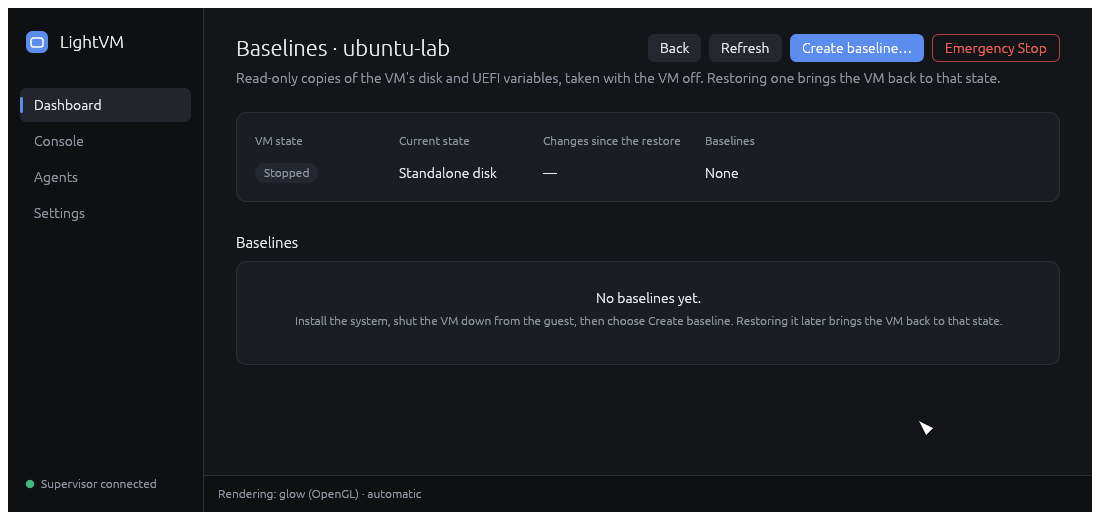 LightVM
Dashboard
Console
Agents
Settings
Supervisor connected
Baselines · ubuntu-lab
Back
Refresh
Create baseline…
Emergency Stop
Read-only copies of the VM's disk and UEFI variables, taken with the VM off. Restoring one brings the VM back to that state.
VM state
Current state
Changes since the restore
Baselines
Stopped
Standalone disk
—
None
Baselines
No baselines yet.
Install the system, shut the VM down from the guest, then choose Create baseline. Restoring it later brings the VM back to that state.
Rendering: glow (OpenGL) · automatic